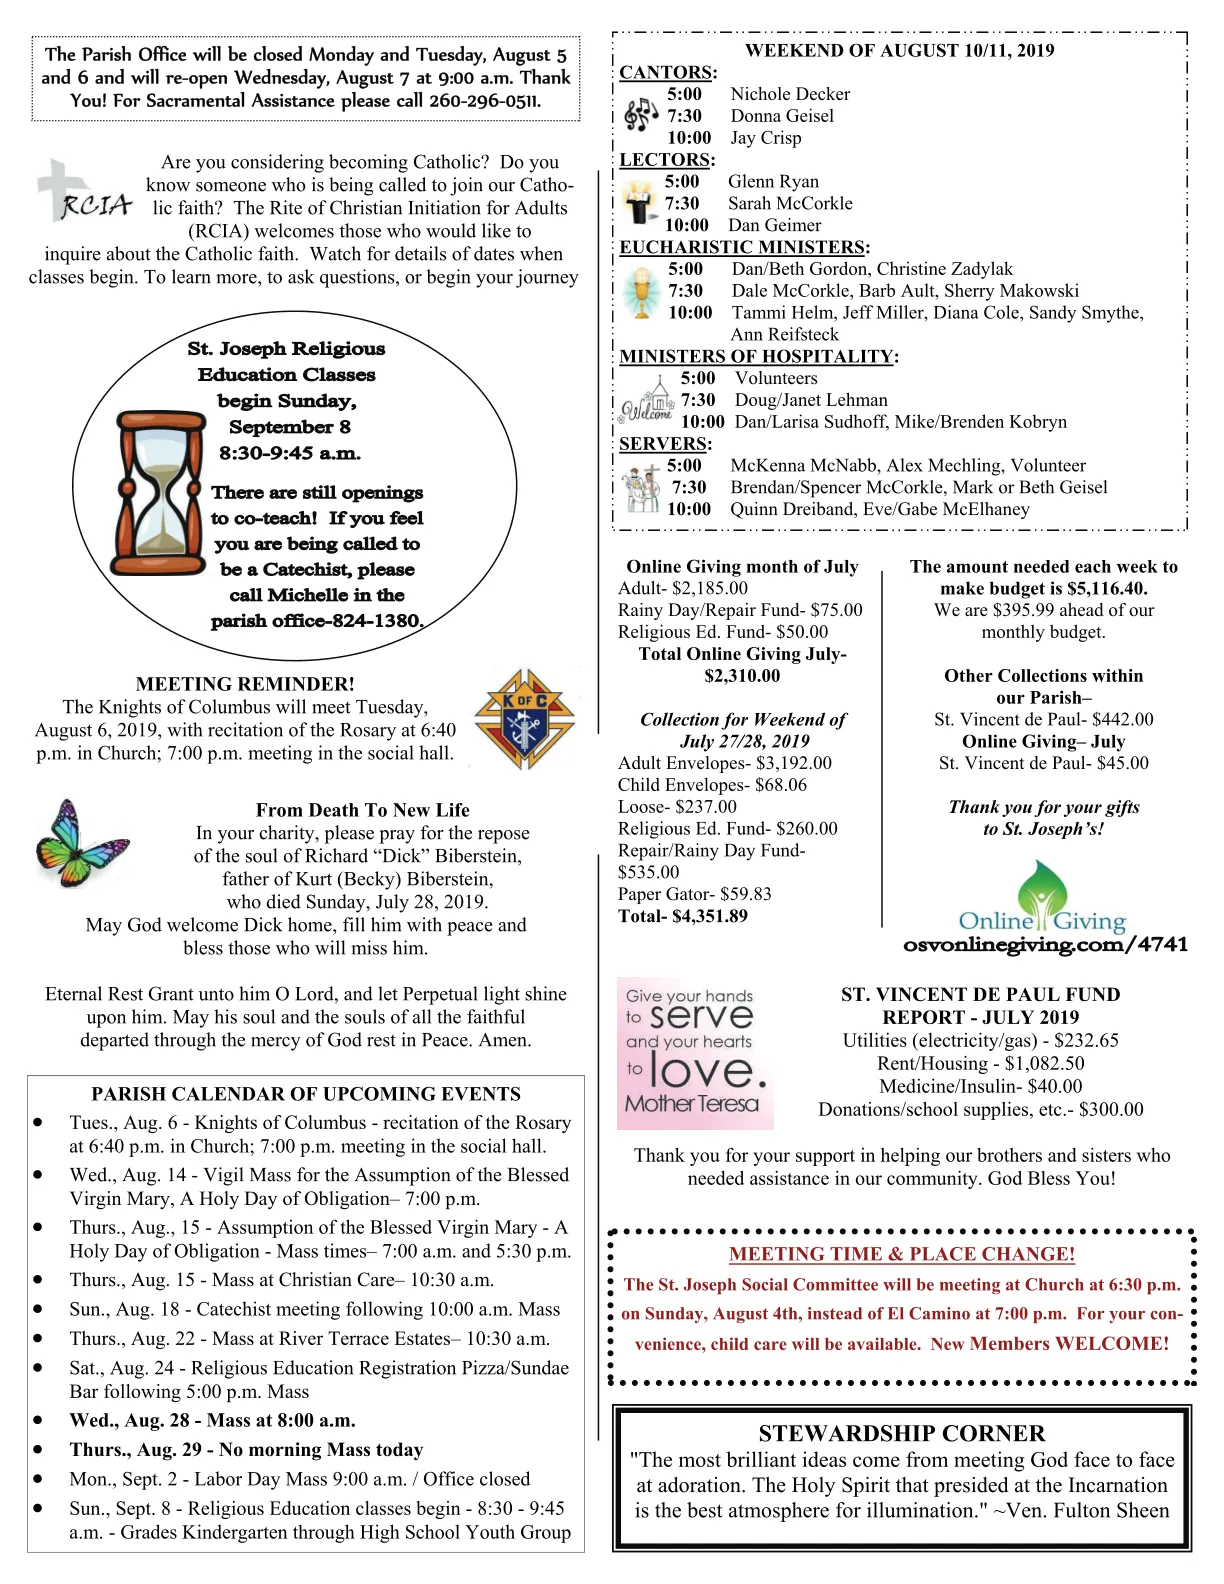 The Parish Office will be closed Monday and Tuesday, August 5
and 6 and will re-open Wednesday, August 7 at 9:00 a.m. Thank
You! For Sacramental Assistance please call 260-296-0511.
RCIA
Are you considering becoming Catholic?  Do you
know someone who is being called to join our Catho-
lic faith?  The Rite of Christian Initiation for Adults
(RCIA) welcomes those who would like to
inquire about the Catholic faith.  Watch for details of dates when
classes begin. To learn more, to ask questions, or begin your journey
St. Joseph Religious
Education Classes
begin Sunday,
September 8
8:30-9:45 a.m.
There are still openings
to co-teach!  If you feel
you are being called to
be a Catechist, please
call Michelle in the
parish office-824-1380.
MEETING REMINDER!
The Knights of Columbus will meet Tuesday,
August 6, 2019, with recitation of the Rosary at 6:40
p.m. in Church; 7:00 p.m. meeting in the social hall.
K OF C
From Death To New Life
In your charity, please pray for the repose
of the soul of Richard “Dick” Biberstein,
father of Kurt (Becky) Biberstein,
who died Sunday, July 28, 2019.
May God welcome Dick home, fill him with peace and
bless those who will miss him.
Eternal Rest Grant unto him O Lord, and let Perpetual light shine
upon him. May his soul and the souls of all the faithful
departed through the mercy of God rest in Peace. Amen.
PARISH CALENDAR OF UPCOMING EVENTS
● Tues., Aug. 6 - Knights of Columbus - recitation of the Rosary
at 6:40 p.m. in Church; 7:00 p.m. meeting in the social hall.
● Wed., Aug. 14 - Vigil Mass for the Assumption of the Blessed
Virgin Mary, A Holy Day of Obligation– 7:00 p.m.
● Thurs., Aug., 15 - Assumption of the Blessed Virgin Mary - A
Holy Day of Obligation - Mass times– 7:00 a.m. and 5:30 p.m.
● Thurs., Aug. 15 - Mass at Christian Care– 10:30 a.m.
● Sun., Aug. 18 - Catechist meeting following 10:00 a.m. Mass
● Thurs., Aug. 22 - Mass at River Terrace Estates– 10:30 a.m.
● Sat., Aug. 24 - Religious Education Registration Pizza/Sundae
Bar following 5:00 p.m. Mass
● Wed., Aug. 28 - Mass at 8:00 a.m.
● Thurs., Aug. 29 - No morning Mass today
● Mon., Sept. 2 - Labor Day Mass 9:00 a.m. / Office closed
● Sun., Sept. 8 - Religious Education classes begin - 8:30 - 9:45
a.m. - Grades Kindergarten through High School Youth Group
WEEKEND OF AUGUST 10/11, 2019
CANTORS:
5:00 Nichole Decker
7:30 Donna Geisel
10:00 Jay Crisp
LECTORS:
5:00 Glenn Ryan
7:30 Sarah McCorkle
10:00 Dan Geimer
EUCHARISTIC MINISTERS:
5:00 Dan/Beth Gordon, Christine Zadylak
7:30 Dale McCorkle, Barb Ault, Sherry Makowski
10:00 Tammi Helm, Jeff Miller, Diana Cole, Sandy Smythe,
Ann Reifsteck
MINISTERS OF HOSPITALITY:
Welcome
5:00 Volunteers
7:30 Doug/Janet Lehman
10:00 Dan/Larisa Sudhoff, Mike/Brenden Kobryn
SERVERS:
5:00 McKenna McNabb, Alex Mechling, Volunteer
7:30 Brendan/Spencer McCorkle, Mark or Beth Geisel
10:00 Quinn Dreiband, Eve/Gabe McElhaney
Online Giving month of July
Adult- $2,185.00
Rainy Day/Repair Fund- $75.00
Religious Ed. Fund- $50.00
Total Online Giving July-
$2,310.00
Collection for Weekend of
July 27/28, 2019
Adult Envelopes- $3,192.00
Child Envelopes- $68.06
Loose- $237.00
Religious Ed. Fund- $260.00
Repair/Rainy Day Fund-
$535.00
Paper Gator- $59.83
Total- $4,351.89
The amount needed each week to
make budget is $5,116.40.
We are $395.99 ahead of our
monthly budget.
Other Collections within
our Parish–
St. Vincent de Paul- $442.00
Online Giving– July
St. Vincent de Paul- $45.00
Thank you for your gifts
to St. Joseph’s!
Online Giving
osvonlinegiving.com/4741
Give your hands
to serve
and your hearts
to love.
Mother Teresa
ST. VINCENT DE PAUL FUND
REPORT - JULY 2019
Utilities (electricity/gas) - $232.65
Rent/Housing - $1,082.50
Medicine/Insulin- $40.00
Donations/school supplies, etc.- $300.00
Thank you for your support in helping our brothers and sisters who
needed assistance in our community. God Bless You!
MEETING TIME & PLACE CHANGE!
The St. Joseph Social Committee will be meeting at Church at 6:30 p.m.
on Sunday, August 4th, instead of El Camino at 7:00 p.m.  For your con-
venience, child care will be available.  New Members WELCOME!
STEWARDSHIP CORNER
"The most brilliant ideas come from meeting God face to face
at adoration. The Holy Spirit that presided at the Incarnation
is the best atmosphere for illumination." ~Ven. Fulton Sheen